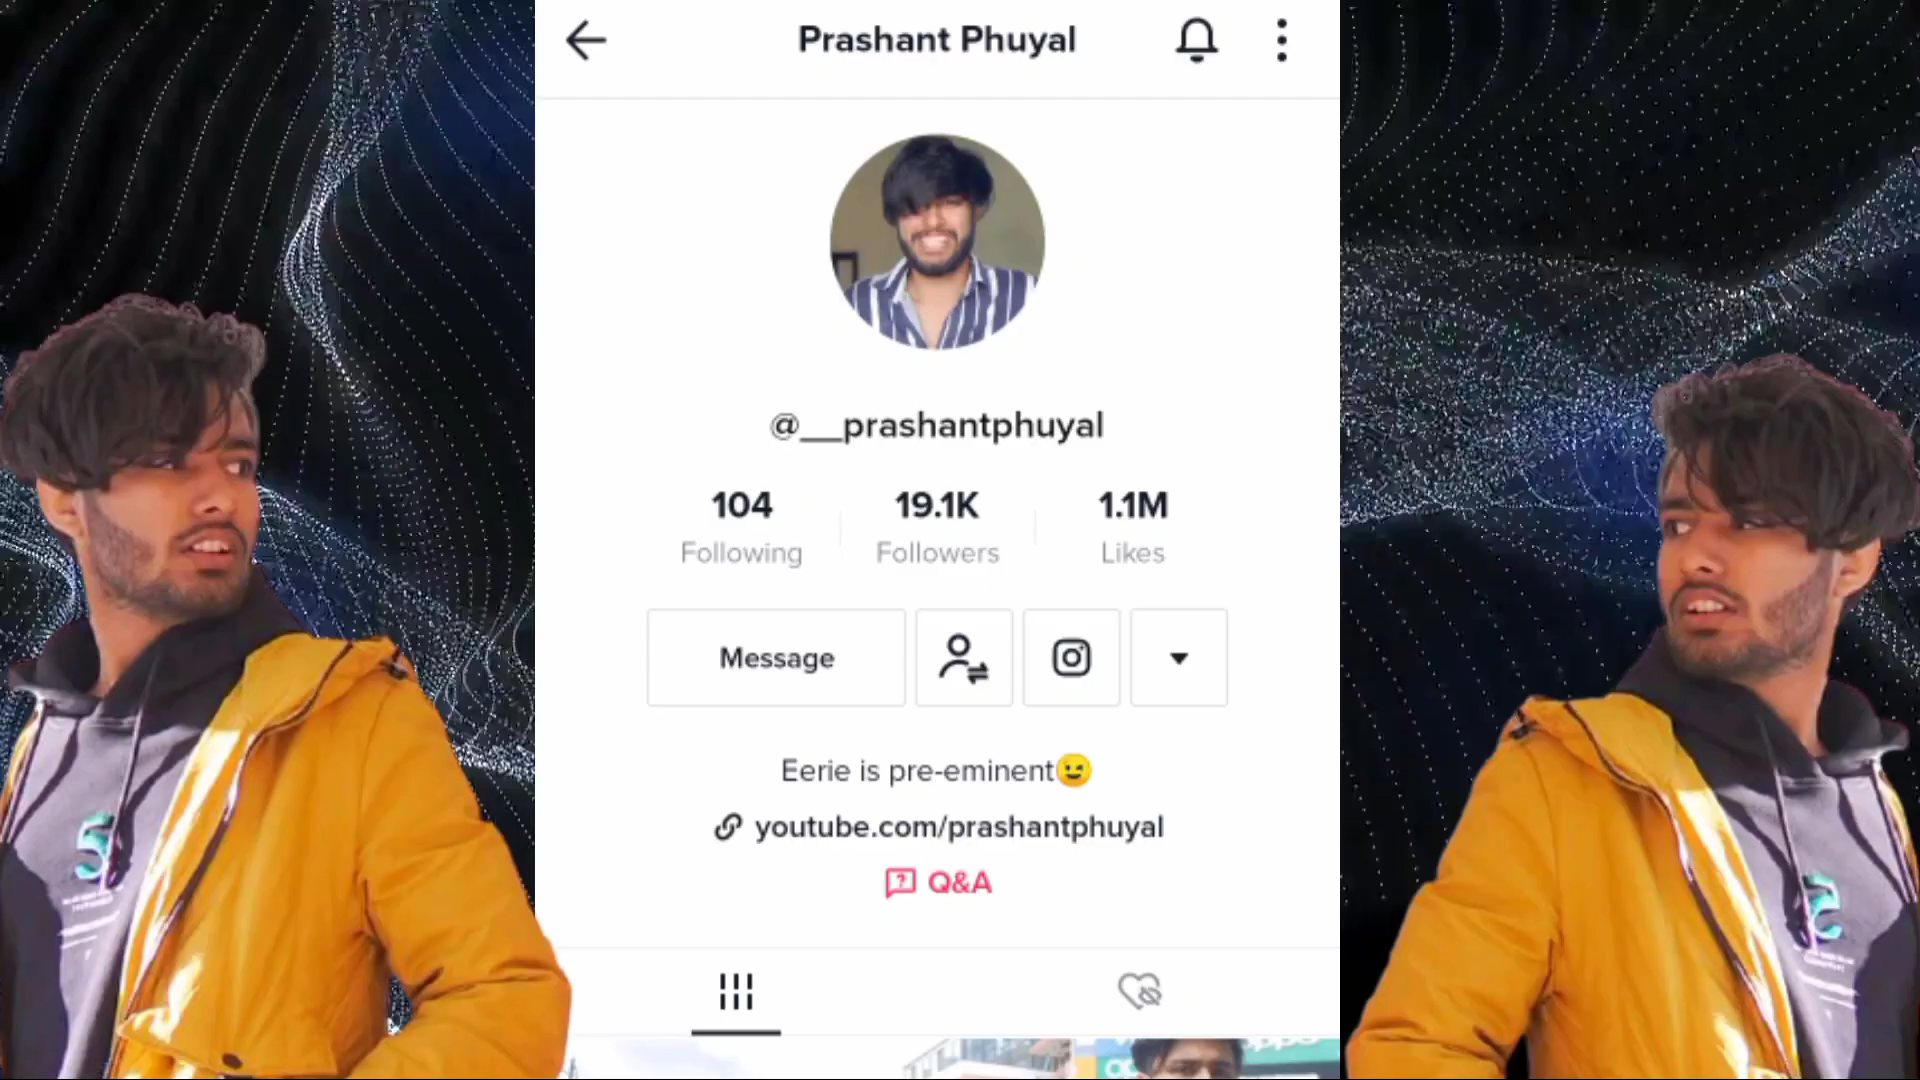 Prashant Phuyal
@__prashantphuyal
104
Following
19.1K
Followers
1.1M
Likes
Message
Eerie is pre-eminent😉
youtube.com/prashantphuyal
Q&A